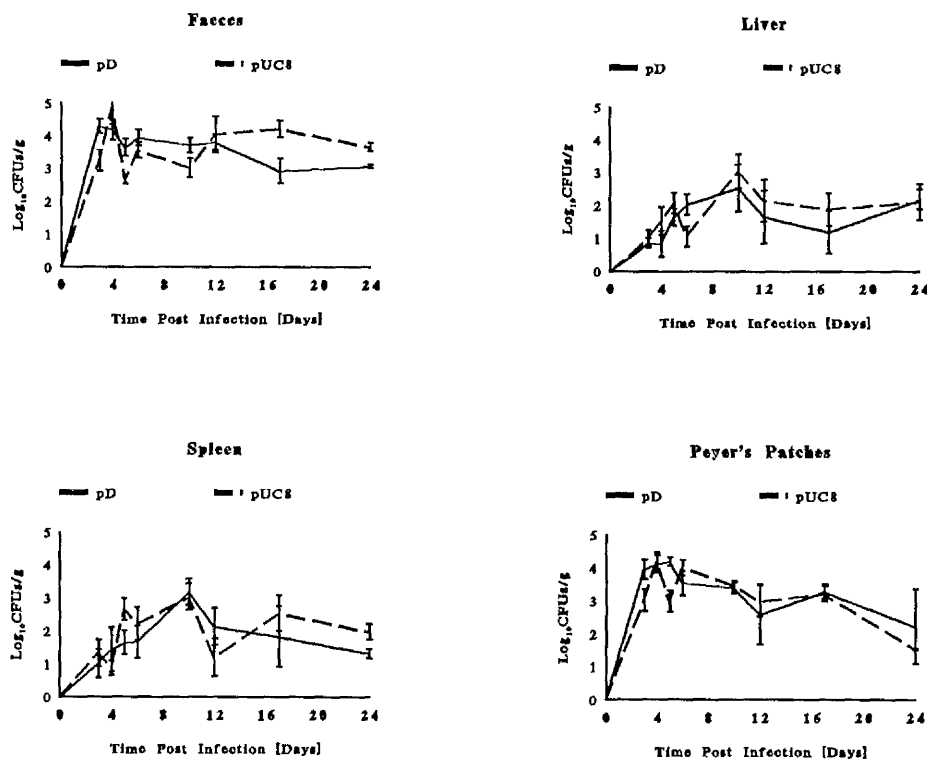 Faeces
pD pUC8
Log₁₀CFUs/g
5
4
3
2
1
0
0 4 8 12 16 20 24
Time Post Infection [Days]
Liver
pD pUC8
Log₁₀CFUs/g
5
4
3
2
1
0
0 4 8 12 16 20 24
Time Post Infection [Days]
Spleen
pD pUC8
Log₁₀CFUs/g
5
4
3
2
1
0
0 4 8 12 16 20 24
Time Post Infection [Days]
Peyer's Patches
pD pUC8
Log₁₀CFUs/g
5
4
3
2
1
0
0 4 8 12 16 20 24
Time Post Infection [Days]